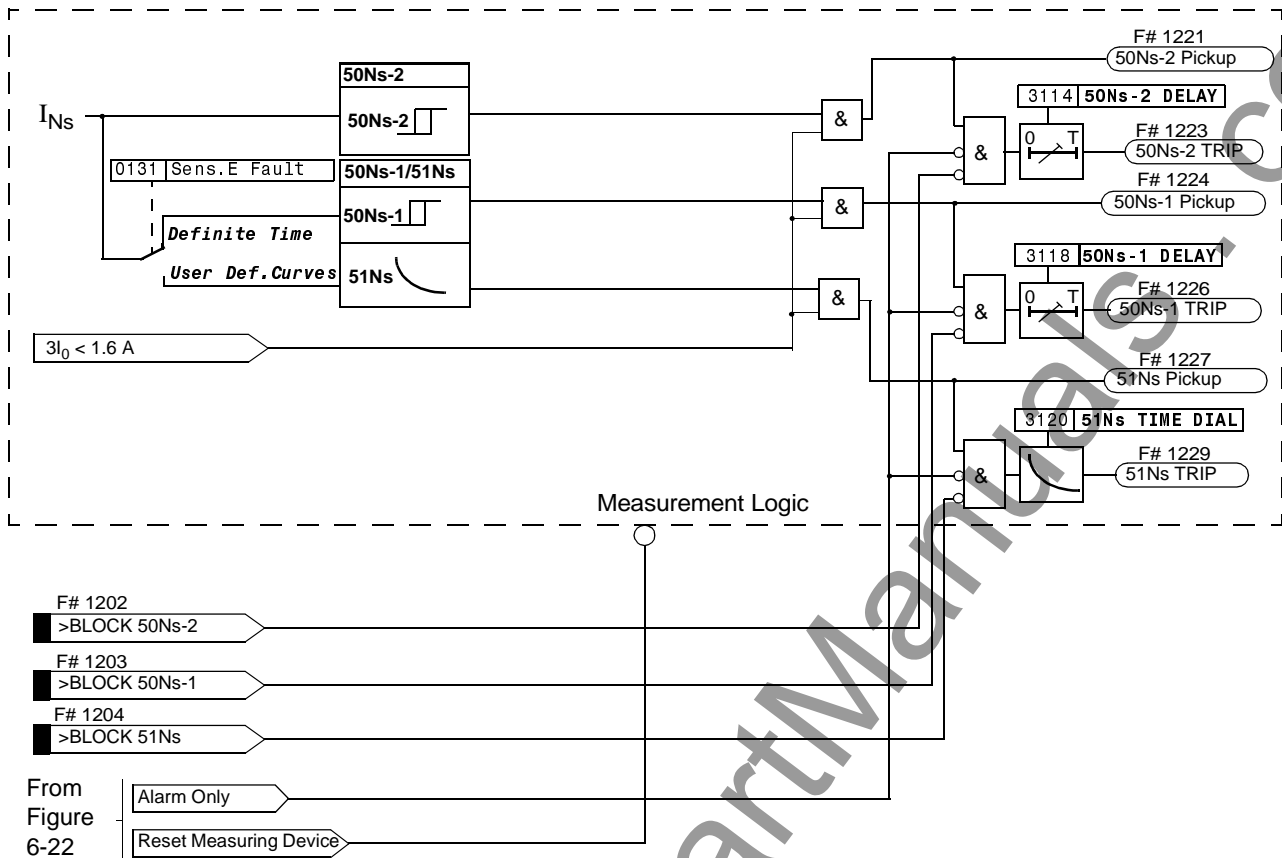 F# 1221
50Ns-2 Pickup
50Ns-2
3114 50NS-2 DELAY
I_Ns
50Ns-2
&
0 T
F# 1223
50Ns-2 TRIP
&
0131 Sens.E Fault
50Ns-1/51Ns
F# 1224
50Ns-1 Pickup
50Ns-1
&
Definite Time
3118 50NS-1 DELAY
User Def.Curves
51Ns
&
0 T
F# 1226
50Ns-1 TRIP
&
3I0 < 1.6 A
F# 1227
51Ns Pickup
3120 51Ns TIME DIAL
F# 1229
51Ns TRIP
&
Measurement Logic
F# 1202
>BLOCK 50Ns-2
F# 1203
>BLOCK 50Ns-1
F# 1204
>BLOCK 51Ns
From
Figure
6-22
Alarm Only
Reset Measuring Device
artManuals.co